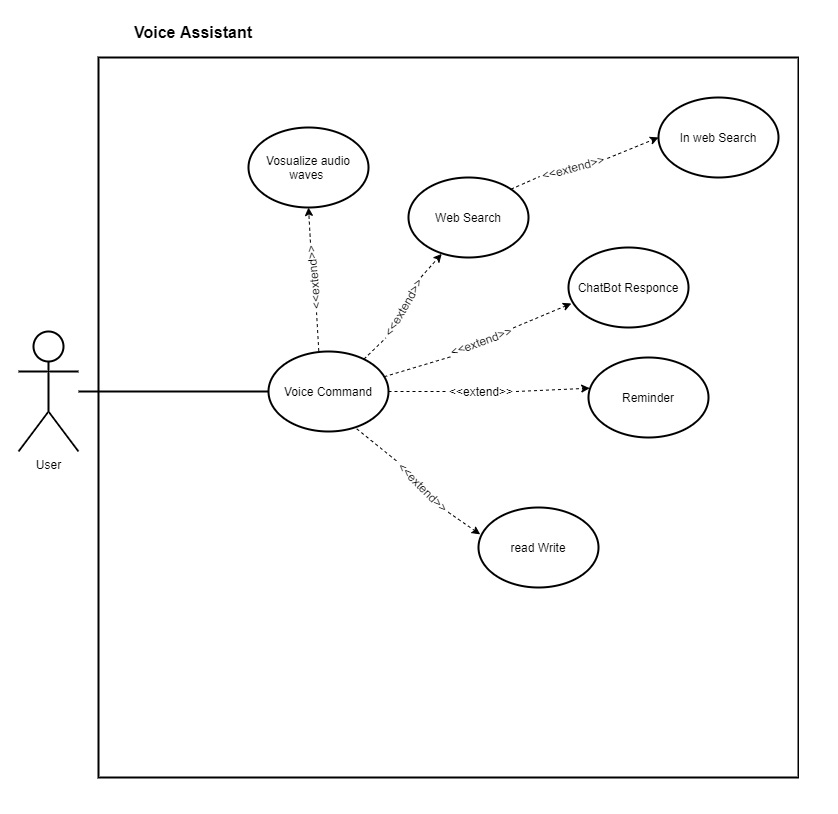 Voice Assistant
In web Search
<<extend>>
Vosualize audio
waves
Web Search
<<extend>>
<<extend>>
ChatBot Responce
<<extend>>
Voice Command
<<extend>>
Reminder
User
<<extend>>
read Write